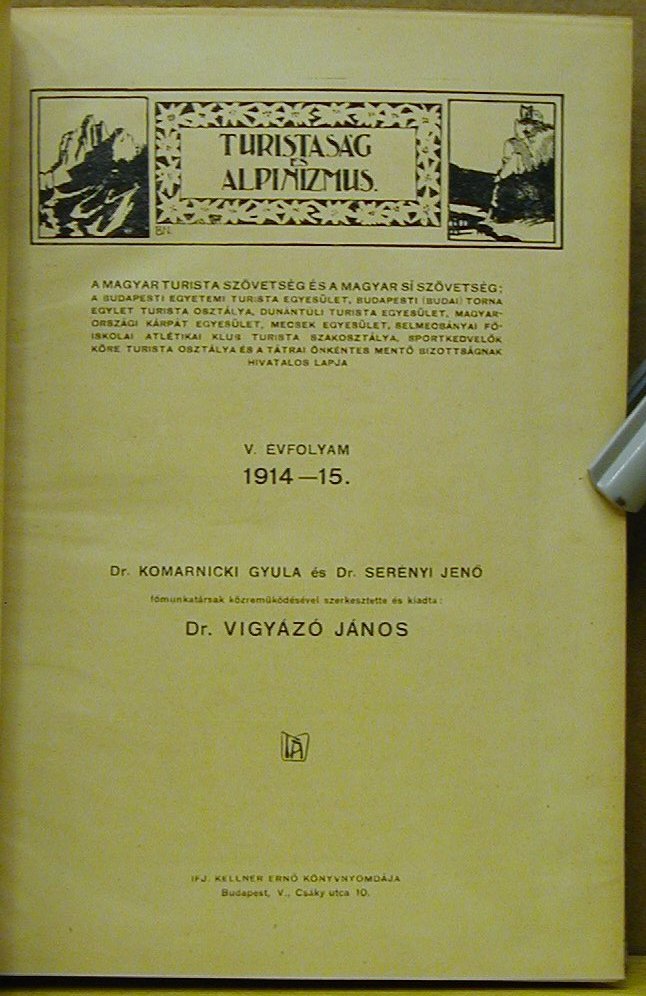 TURISTASÁG
ÉS
ALPINIZMUS.
BN.
A MAGYAR TURISTA SZÖVETSÉG ÉS A MAGYAR SÍ SZÖVETSÉG;
A BUDAPESTI EGYETEMI TURISTA EGYESÜLET, BUDAPESTI (BUDAI) TORNA
EGYLET TURISTA OSZTÁLYA, DUNÁNTULI TURISTA EGYESÜLET, MAGYAR-
ORSZÁGI KÁRPÁT EGYESÜLET, MECSEK EGYESÜLET, SELMECBÁNYAI FŐ-
ISKOLAI ATLÉTIKAI KLUB TURISTA SZAKOSZTÁLYA, SPORTKEDVELŐK
KÖRE TURISTA OSZTÁLYA ÉS A TÁTRAI ÖNKÉNTES MENTŐ BIZOTTSÁGNAK
HIVATALOS LAPJA
V. ÉVFOLYAM
1914—15.
Dr. KOMARNICKI GYULA és Dr. SERÉNYI JENŐ
főmunkatársak közreműködésével szerkesztette és kiadta:
Dr. VIGYÁZÓ JÁNOS
IFJ. KELLNER ERNŐ KÖNYVNYOMDÁJA
Budapest, V., Csáky utca 10.